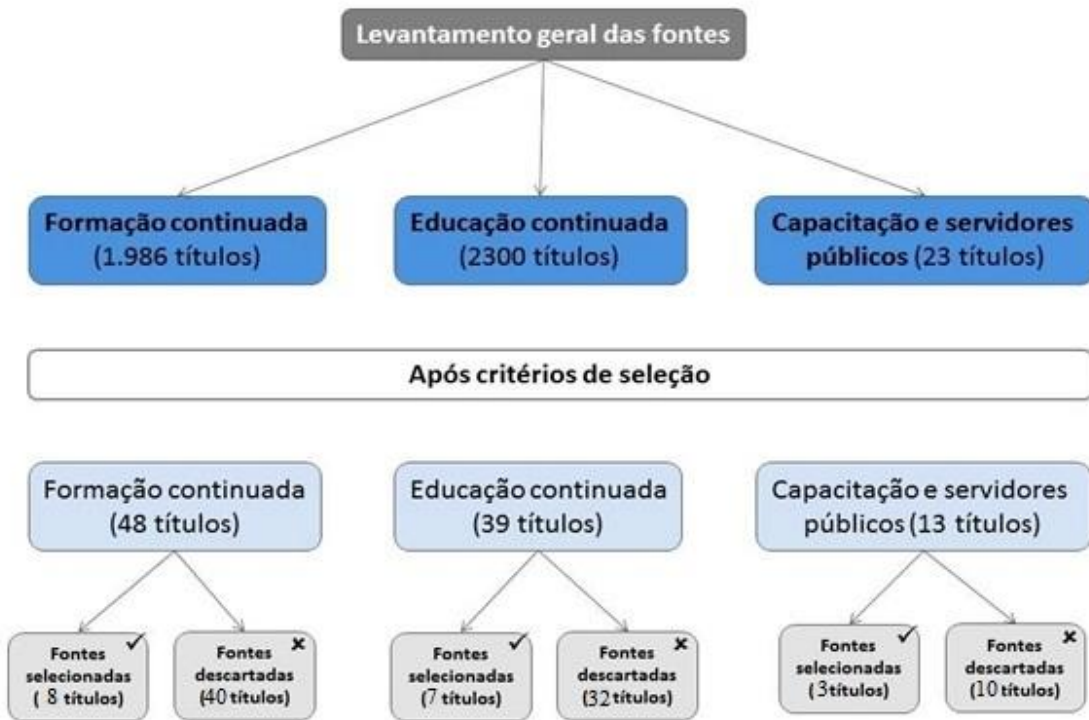 Levantamento geral das fontes
Formação continuada
(1.986 títulos)
Educação continuada
(2300 títulos)
Capacitação e servidores
públicos (23 títulos)
Após critérios de seleção
Formação continuada
(48 títulos)
Educação continuada
(39 títulos)
Capacitação e servidores
públicos (13 títulos)
Fontes
selecionadas
( 8 títulos)
Fontes
descartadas
(40 títulos)
Fontes
selecionadas
(7 títulos)
Fontes
descartadas
(32 títulos)
Fontes
selecionadas
( 3títulos)
Fontes
descartadas
(10 títulos)